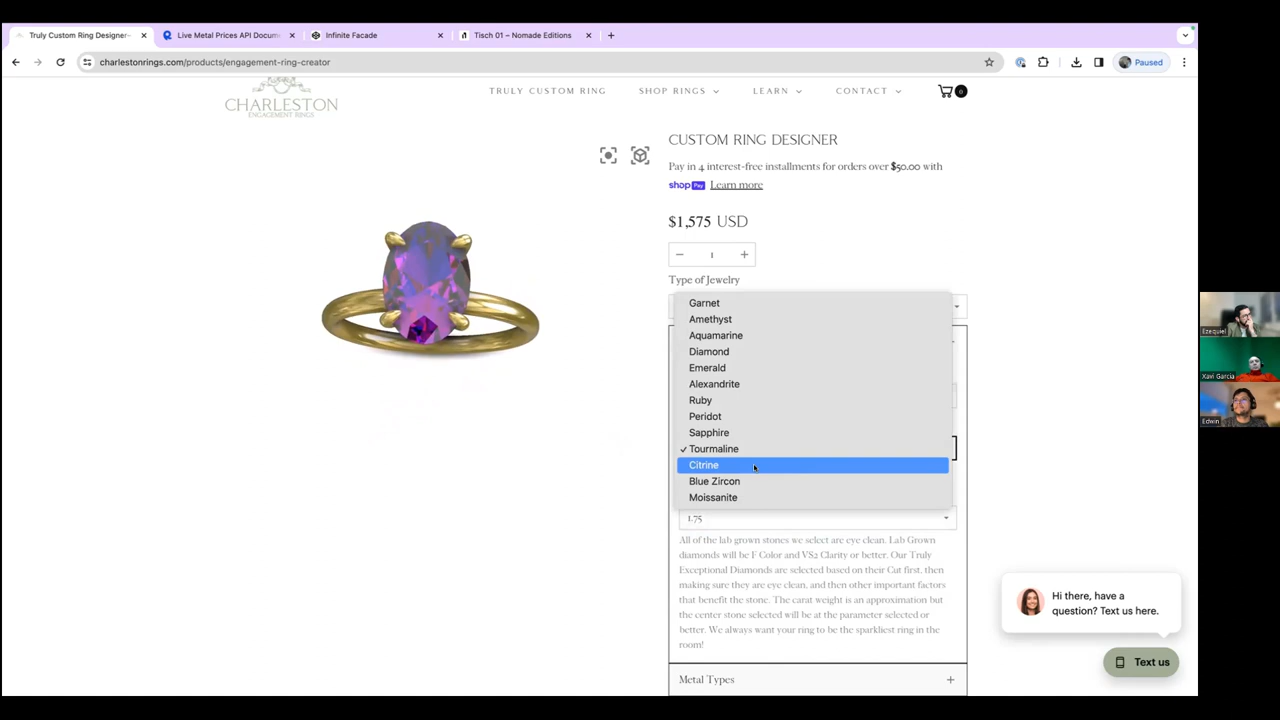 Truly Custom Ring Designer-
Live Metal Prices API Docum
Infinite Facade
Tisch 01 – Nomade Editions
charlestonrings.com/products/engagement-ring-creator
Paused
CHARLESTON
ENGAGEMENT RINGS
TRULY CUSTOM RING
SHOP RINGS
LEARN
CONTACT
0
CUSTOM RING DESIGNER
Pay in 4 interest-free installments for orders over $50.00 with
shop Pay Learn more
$1,575 USD
1
Type of Jewelry
Garnet
Amethyst
Aquamarine
Diamond
Emerald
Alexandrite
Ruby
Peridot
Sapphire
✓ Tourmaline
Citrine
Blue Zircon
Moissanite
1.75
All of the lab grown stones we select are eye clean. Lab Grown
diamonds will be F Color and VS2 Clarity or better. Our Truly
Exceptional Diamonds are selected based on their Cut first, then
making sure they are eye clean, and then other important factors
that benefit the stone. The carat weight is an approximation but
the center stone selected will be at the parameter selected or
better. We always want your ring to be the sparkliest ring in the
room!
Metal Types
Hi there, have a
question? Text us here.
Text us
Ezequiel
Xavi Garcia
Edwin